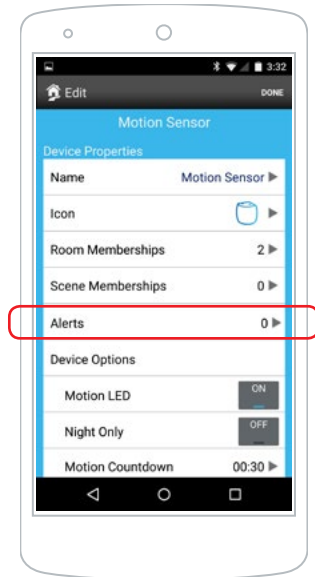 3:32
Edit DONE
Motion Sensor
Device Properties
Name Motion Sensor
Icon
Room Memberships 2
Scene Memberships 0
Alerts 0
Device Options
Motion LED ON
Night Only OFF
Motion Countdown 00:30